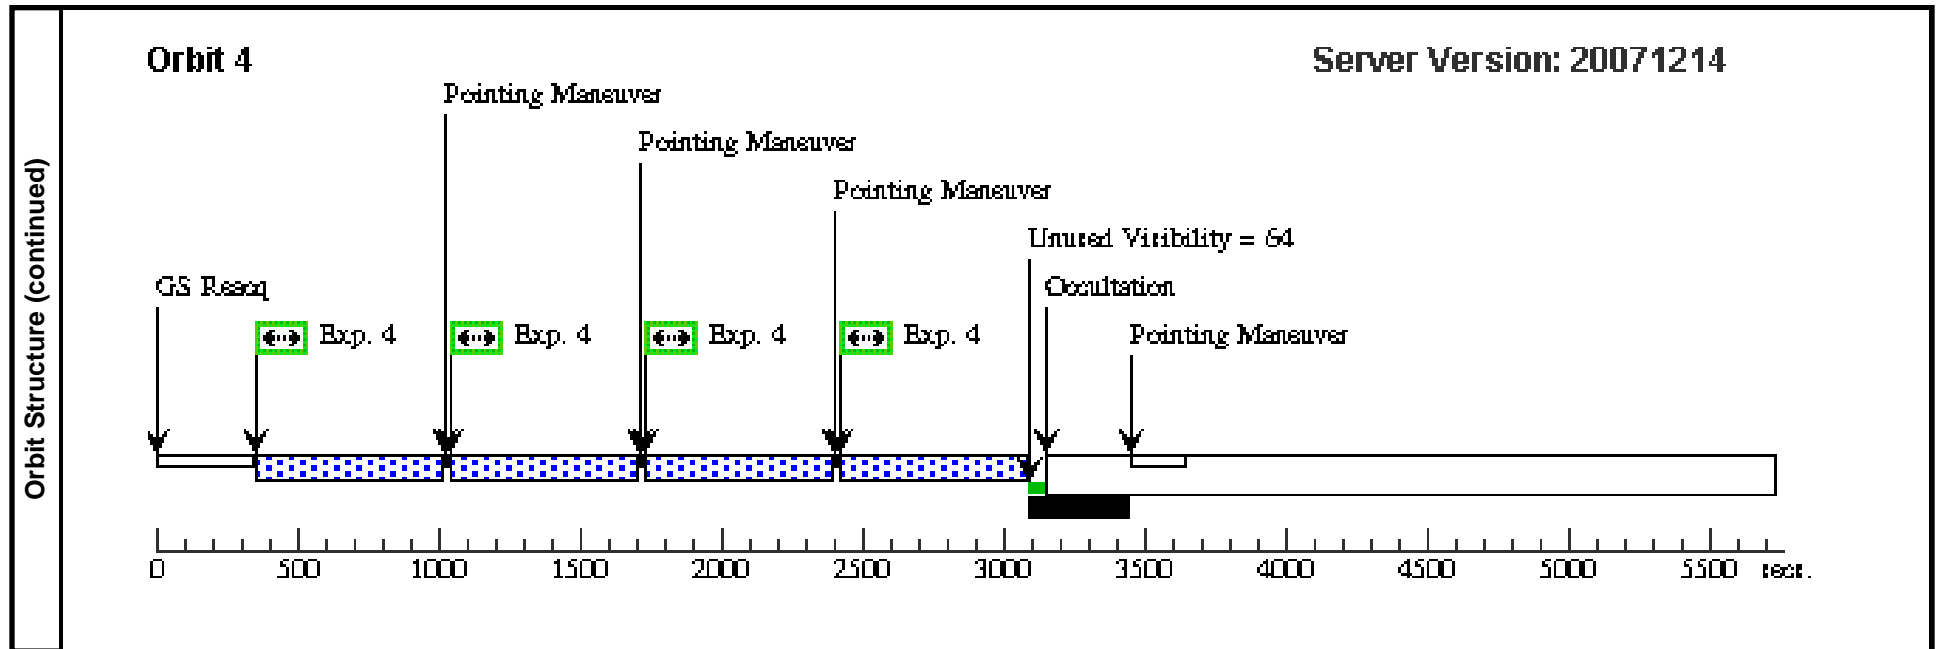 Orbit Structure (continued)
Orbit 4
Server Version: 20071214
Pointing Maneuver
Pointing Maneuver
Pointing Maneuver
Unused Visibility = 64
GS Reacq
Occultation
Exp. 4
Exp. 4
Exp. 4
Exp. 4
Pointing Maneuver
0 500 1000 1500 2000 2500 3000 3500 4000 4500 5000 5500 secs.